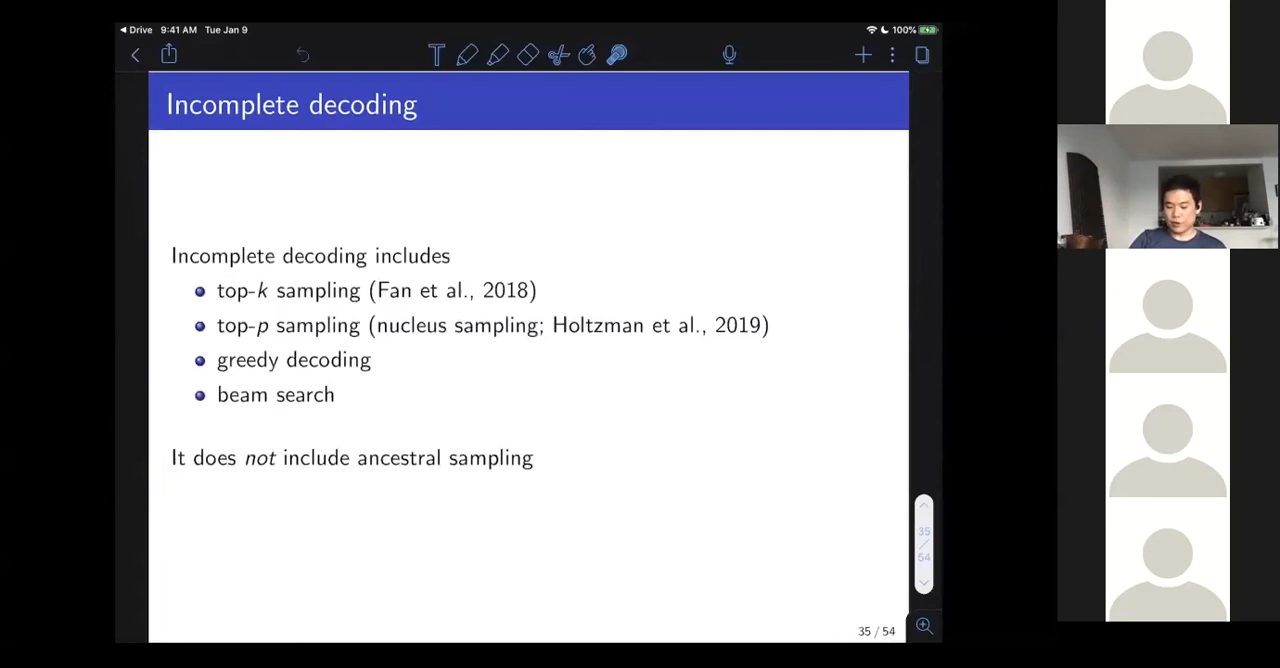 Drive 9:41 AM Tue Jan 9
100%
Incomplete decoding
Incomplete decoding includes
top-k sampling (Fan et al., 2018)
top-p sampling (nucleus sampling; Holtzman et al., 2019)
greedy decoding
beam search
It does not include ancestral sampling
35
/
54
35 / 54